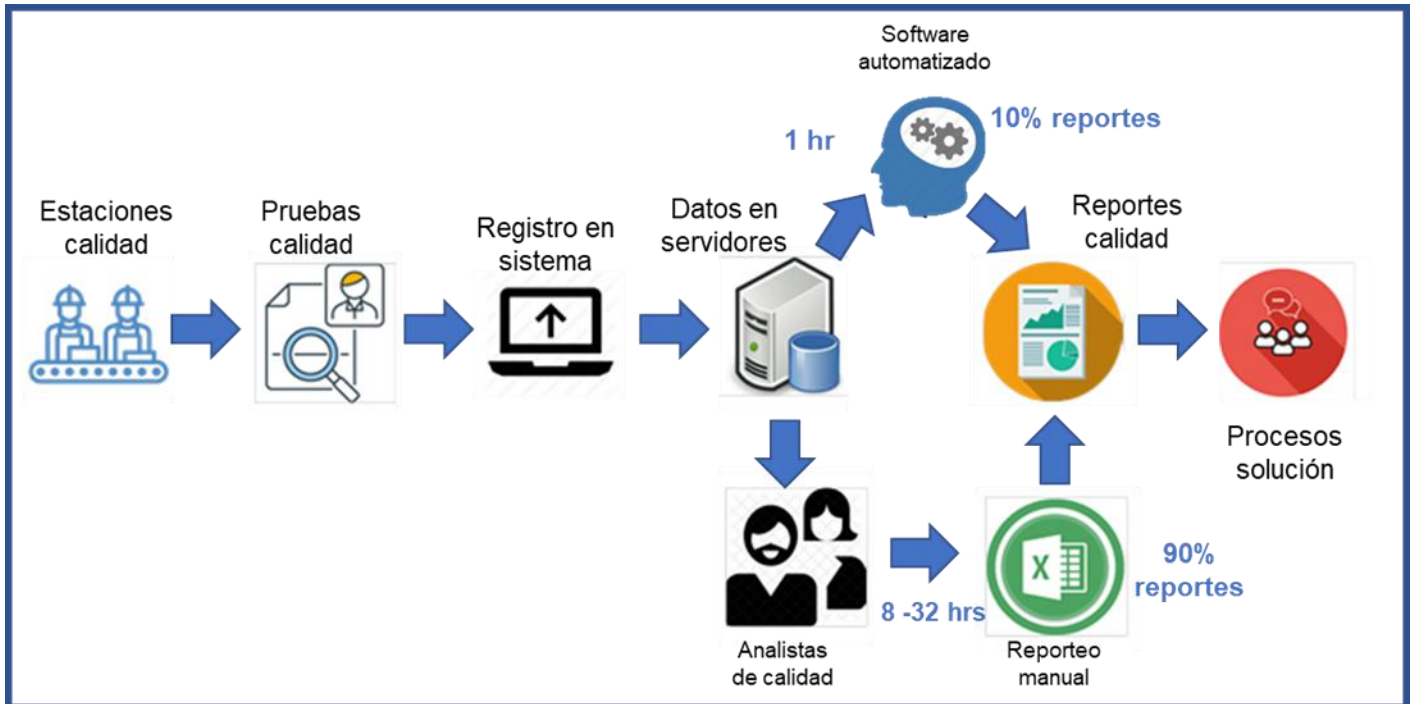 Software
automatizado
1 hr
10% reportes
Estaciones
calidad
Pruebas
calidad
Registro en
sistema
Datos en
servidores
Reportes
calidad
Procesos
solución
X
8 -32 hrs
90%
reportes
Analistas
de calidad
Reporteo
manual